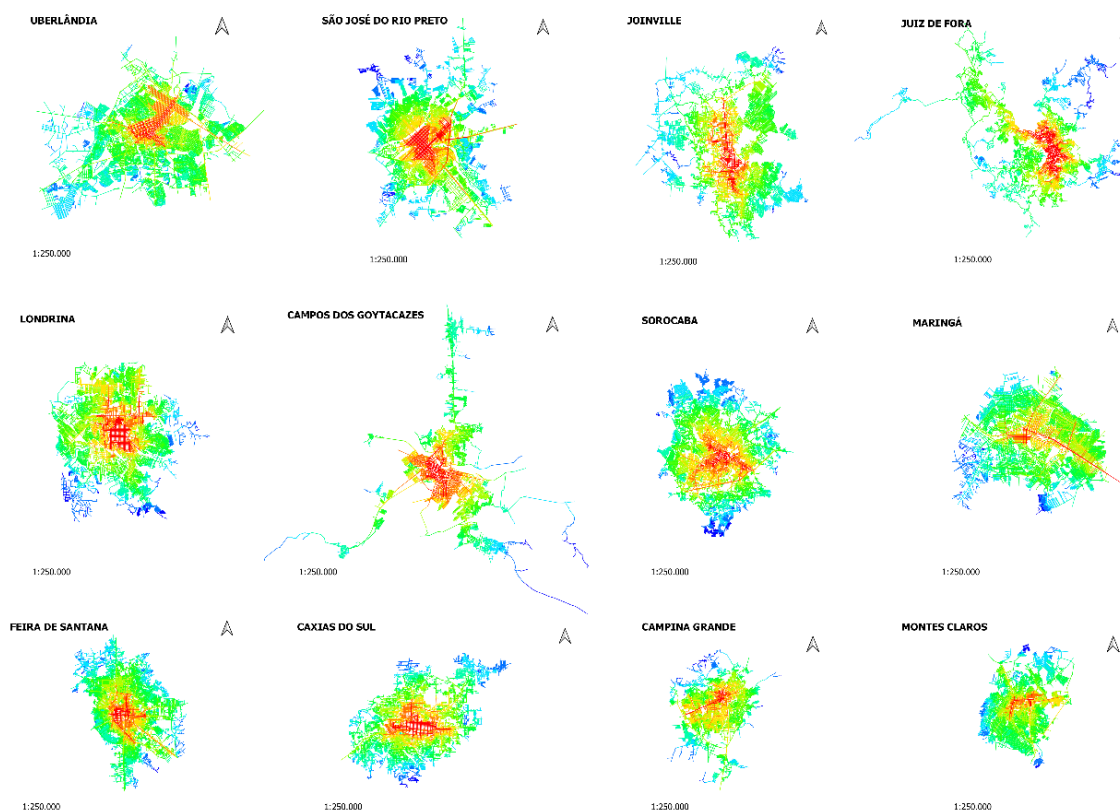 UBERLÂNDIA
SÃO JOSÉ DO RIO PRETO
JOINVILLE
JUIZ DE FORA
1:250.000
1:250.000
1:250.000
1:250.000
LONDRINA
CAMPOS DOS GOYTACAZES
SOROCABA
MARINGÁ
1:250.000
1:250.000
1:250.000
1:250.000
FEIRA DE SANTANA
CAXIAS DO SUL
CAMPINA GRANDE
MONTES CLAROS
1:250.000
1:250.000
1:250.000
1:250.000